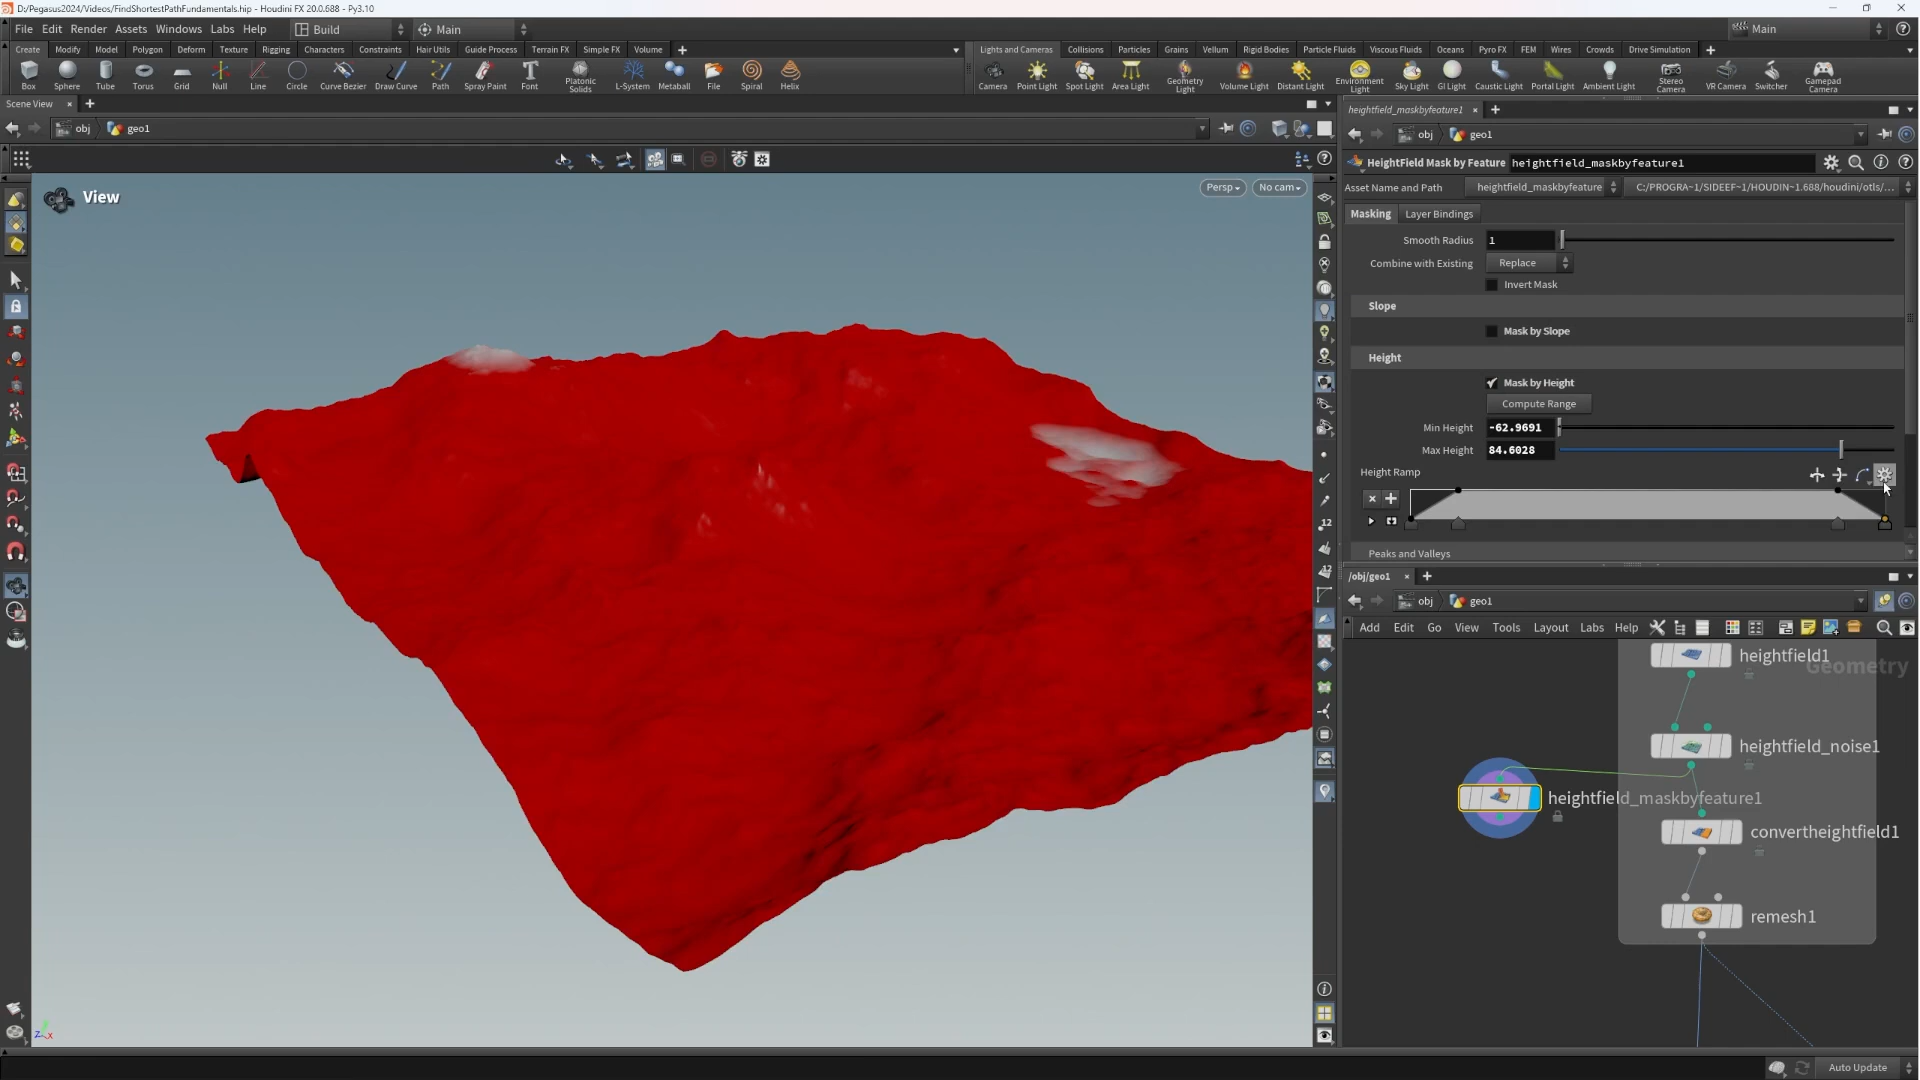 D:/Pegasus2024/Videos/FindShortestPathFundamentals.hip - Houdini FX 20.0.688 - Py3.10
File Edit Render Assets Windows Labs Help Build Main Main
Create Modify Model Polygon Deform Texture Rigging Characters Constraints Hair Utils Guide Process Terrain FX Simple FX Volume
Lights and Cameras Collisions Particles Grains Vellum Rigid Bodies Particle Fluids Viscous Fluids Oceans Pyro FX FEM Wires Crowds Drive Simulation
Box Sphere Tube Torus Grid Null Line Circle Curve Bezier Draw Curve Path Spray Paint Font Platonic Solids L-System Metaball File Spiral Helix
Camera Point Light Spot Light Area Light Geometry Light Volume Light Distant Light Environment Light Sky Light GI Light Caustic Light Portal Light Ambient Light Stereo Camera VR Camera Switcher Gamepad Camera
Scene View
obj geo1
View
Persp
No cam
heightfield_maskbyfeature1
obj geo1
HeightField Mask by Feature heightfield_maskbyfeature1
Asset Name and Path heightfield_maskbyfeature C:/PROGRA~1/SIDEEF~1/HOUDIN~1.688/houdini/otls/...
Masking Layer Bindings
Smooth Radius 1
Combine with Existing Replace
Invert Mask
Slope
Mask by Slope
Height
Mask by Height
Compute Range
Min Height -62.9691
Max Height 84.6028
Height Ramp
Peaks and Valleys
/obj/geo1
obj geo1
Add Edit Go View Tools Layout Labs Help
Geometry
heightfield1
heightfield_noise1
heightfield_maskbyfeature1
convertheightfield1
remesh1
12
12
Z X
Auto Update